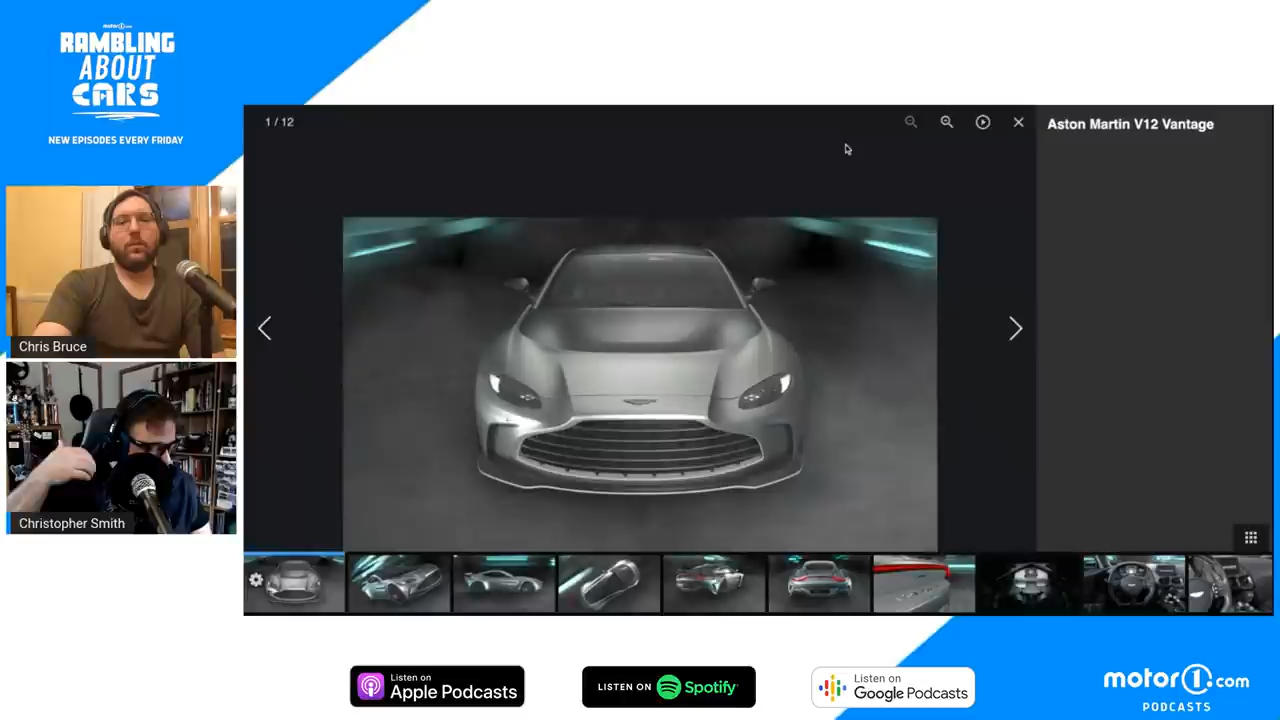 motor1.com
RAMBLING
ABOUT
CARS
NEW EPISODES EVERY FRIDAY
1 / 12
Aston Martin V12 Vantage
Chris Bruce
Christopher Smith
Listen on
Apple Podcasts
LISTEN ON Spotify
Listen on
Google Podcasts
motor1.com
PODCASTS